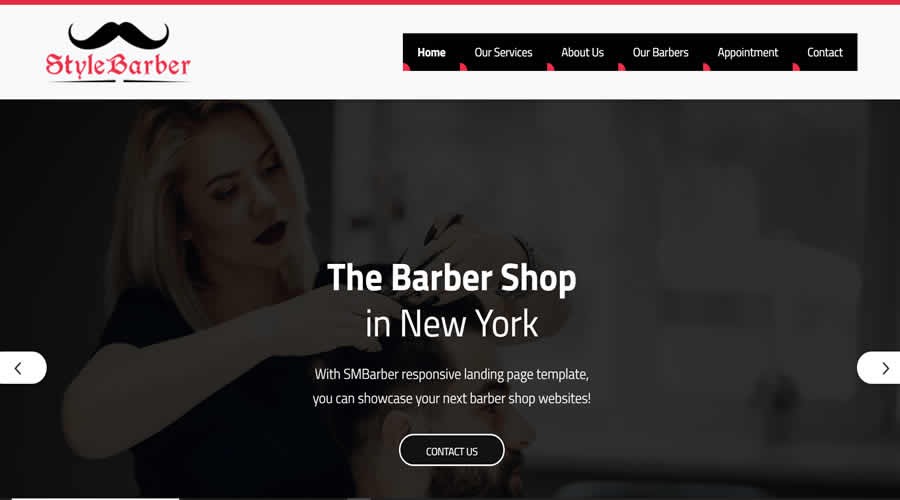 StyleBarber
Home Our Services About Us Our Barbers Appointment Contact
The Barber Shop
in New York
With SMBarber responsive landing page template,
you can showcase your next barber shop websites!
CONTACT US